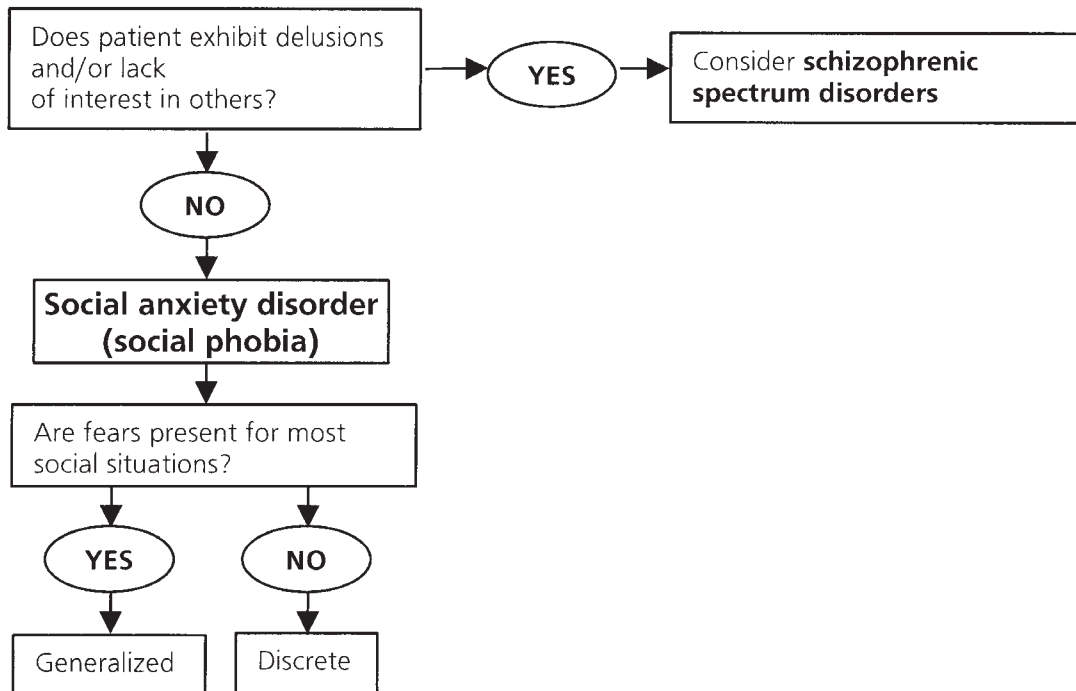 Does patient exhibit delusions
and/or lack
of interest in others?
YES
Consider schizophrenic
spectrum disorders
NO
Social anxiety disorder
(social phobia)
Are fears present for most
social situations?
YES
NO
Generalized
Discrete